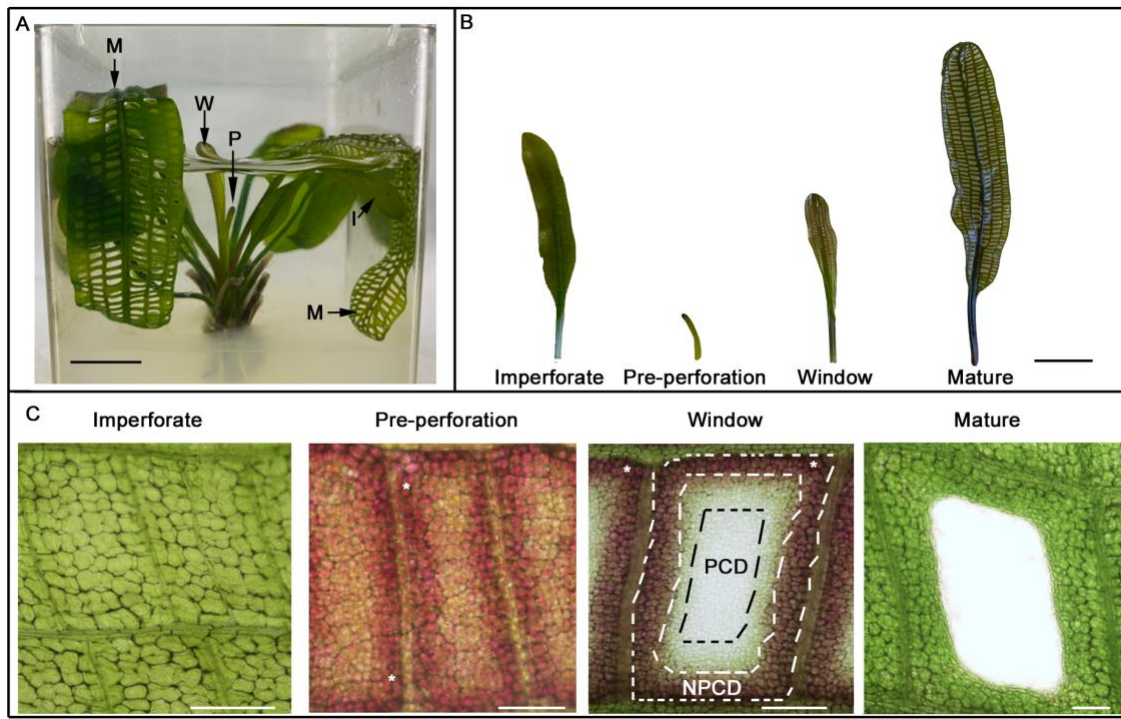 A
M
W
P
I
M
B
Imperforate
Pre-perforation
Window
Mature
C
Imperforate
Pre-perforation
Window
Mature
*
*
*
*
PCD
NPCD